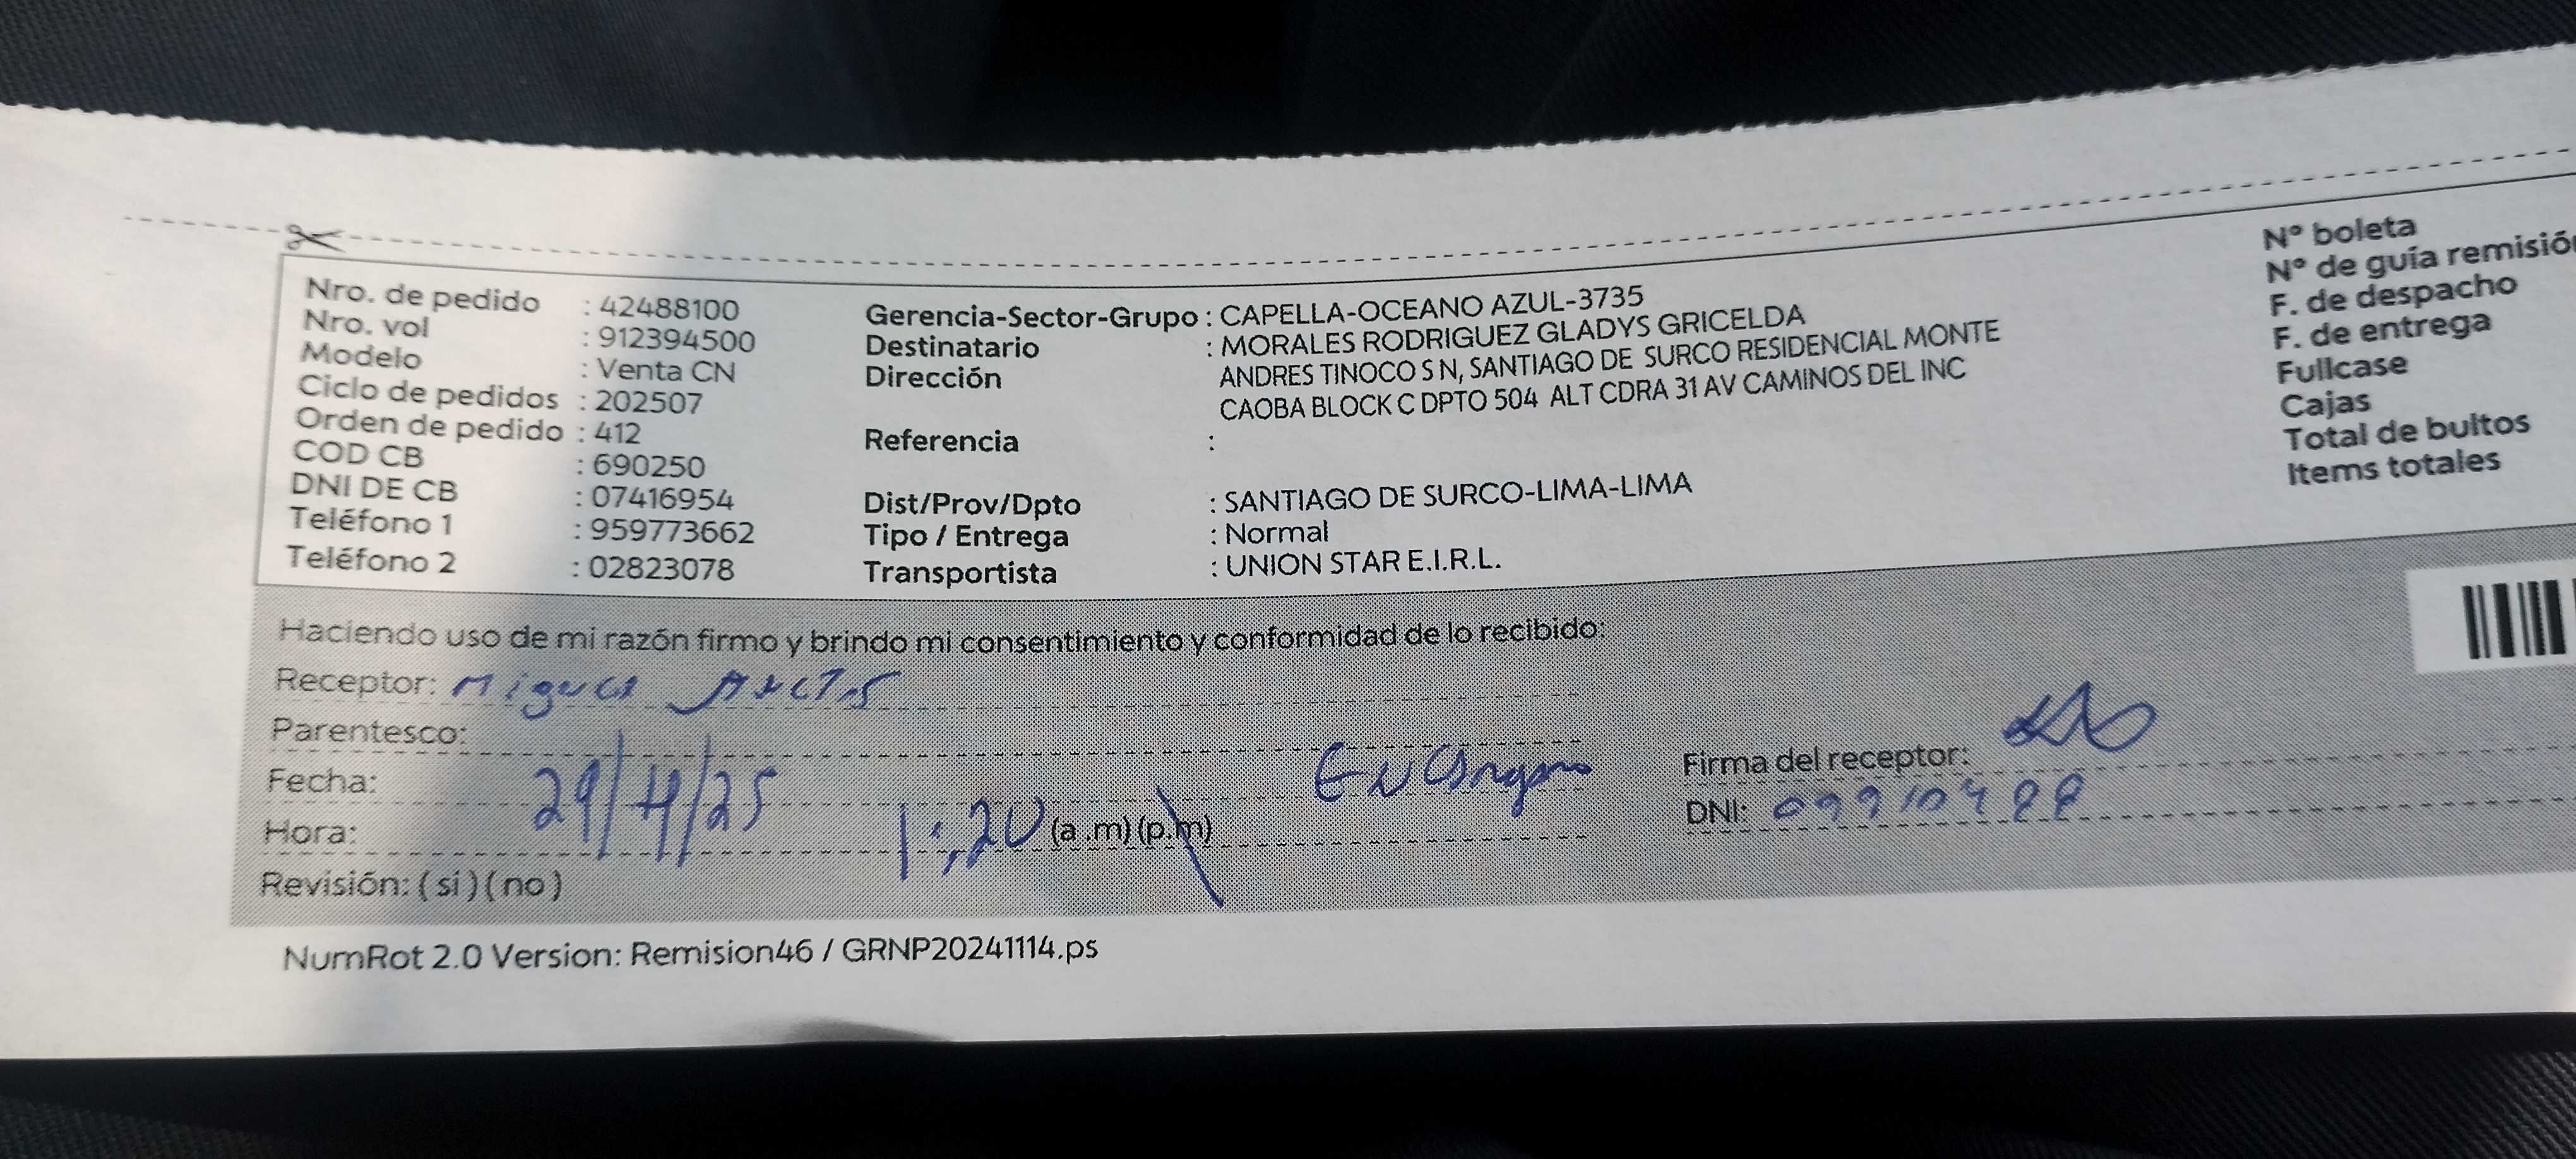 Nro. de pedido : 42488100
Nro. vol : 912394500
Modelo : Venta CN
Ciclo de pedidos : 202507
Orden de pedido : 412
COD CB : 690250
DNI DE CB : 07416954
Teléfono 1 : 959773662
Teléfono 2 : 02823078
Gerencia-Sector-Grupo : CAPELLA-OCEANO AZUL-3735
Destinatario : MORALES RODRIGUEZ GLADYS GRICELDA
Dirección ANDRES TINOCO S N, SANTIAGO DE SURCO RESIDENCIAL MONTE
CAOBA BLOCK C DPTO 504 ALT CDRA 31 AV CAMINOS DEL INC
Referencia :
Dist/Prov/Dpto : SANTIAGO DE SURCO-LIMA-LIMA
Tipo / Entrega : Normal
Transportista : UNION STAR E.I.R.L.
N° boleta
N° de guía remisión
F. de despacho
F. de entrega
Fullcase
Cajas
Total de bultos
Items totales
Haciendo uso de mi razón firmo y brindo mi consentimiento y conformidad de lo recibido:
Receptor: Miguel
Parentesco:
Fecha: 29/4/25
Hora: 1:20 (a .m) (p.m)
Revisión: ( si ) ( no )
Firma del receptor:
DNI:
NumRot 2.0 Version: Remision46 / GRNP20241114.ps